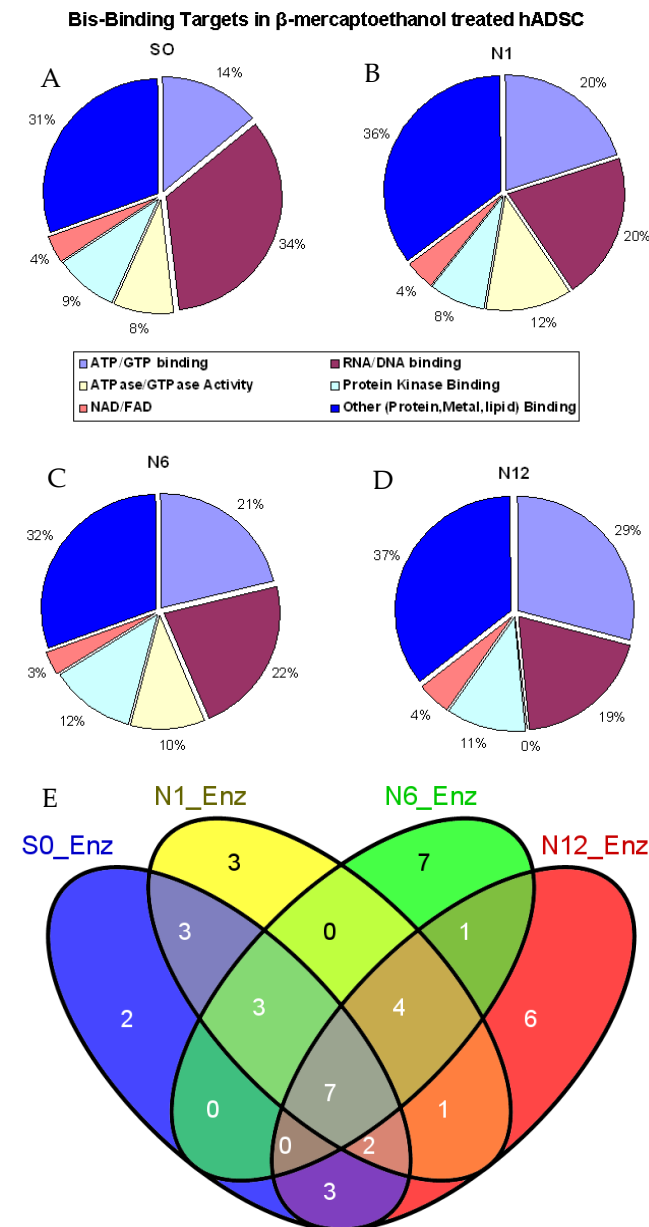 Bis-Binding Targets in β-mercaptoethanol treated hADSC
A
SO
14%
34%
8%
9%
4%
31%
B
N1
20%
20%
12%
8%
4%
36%
ATP/GTP binding
RNA/DNA binding
ATPase/GTPase Activity
Protein Kinase Binding
NAD/FAD
Other (Protein,Metal,lipid) Binding
C
N6
21%
22%
10%
12%
3%
32%
D
N12
29%
19%
0%
11%
4%
37%
E
N1_Enz
N6_Enz
S0_Enz
N12_Enz
3
7
3
0
1
2
3
4
6
7
0
1
0
2
3